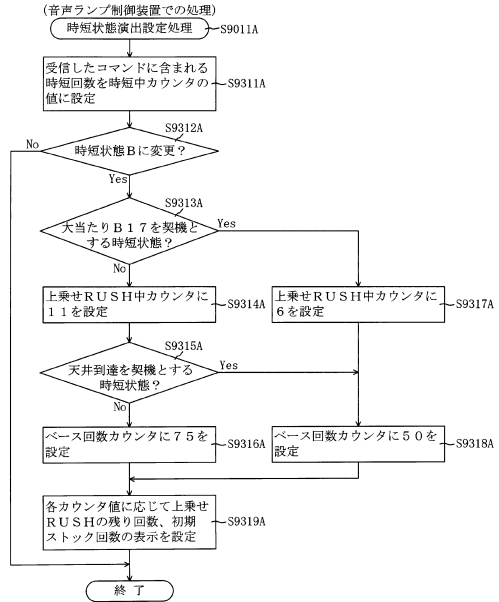 (音声ランプ制御装置での処理)
時短状態演出設定処理
S9011A
受信したコマンドに含まれる
時短回数を時短中カウンタの
値に設定
S9311A
S9312A
No
時短状態Bに変更？
Yes
S9313A
大当たりB17を契機と
する時短状態？
Yes
No
上乗せRUSH中カウンタに
11を設定
S9314A
上乗せRUSH中カウンタに
6を設定
S9317A
S9315A
天井到達を契機とする
時短状態？
Yes
No
ベース回数カウンタに75を
設定
S9316A
ベース回数カウンタに50を
設定
S9318A
各カウンタ値に応じて上乗せ
RUSHの残り回数、初期
ストック回数の表示を設定
S9319A
終了